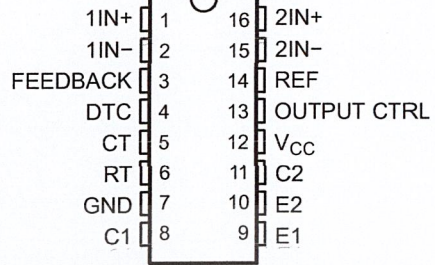 1IN+ 1 16 2IN+
1IN− 2 15 2IN−
FEEDBACK 3 14 REF
DTC 4 13 OUTPUT CTRL
CT 5 12 VCC
RT 6 11 C2
GND 7 10 E2
C1 8 9 E1